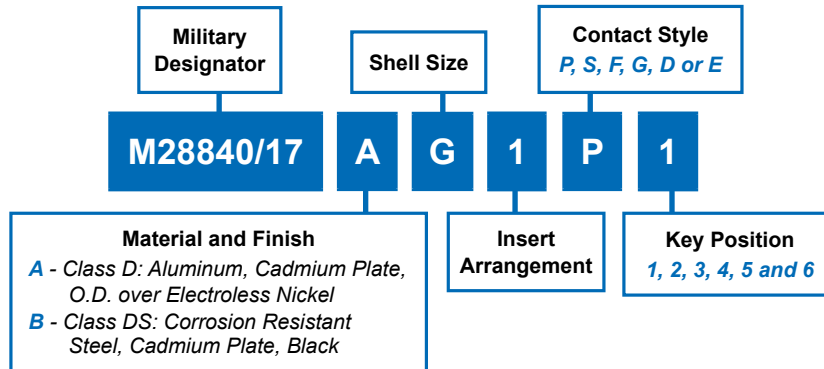 Military
Designator
Shell Size
Contact Style
P, S, F, G, D or E
M28840/17 A G 1 P 1
Material and Finish
A - Class D: Aluminum, Cadmium Plate,
O.D. over Electroless Nickel
B - Class DS: Corrosion Resistant
Steel, Cadmium Plate, Black
Insert
Arrangement
Key Position
1, 2, 3, 4, 5 and 6